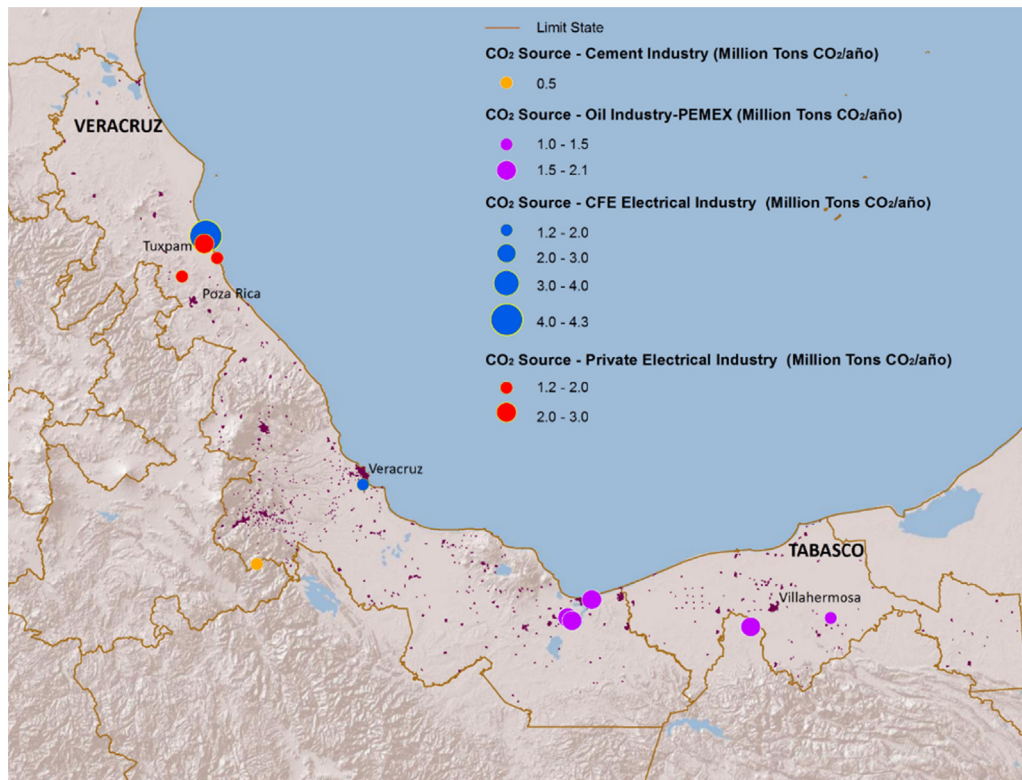 Limit State
CO₂ Source - Cement Industry (Million Tons CO₂/año)
0.5
CO₂ Source - Oil Industry-PEMEX (Million Tons CO₂/año)
1.0 - 1.5
1.5 - 2.1
CO₂ Source - CFE Electrical Industry (Million Tons CO₂/año)
1.2 - 2.0
2.0 - 3.0
3.0 - 4.0
4.0 - 4.3
CO₂ Source - Private Electrical Industry (Million Tons CO₂/año)
1.2 - 2.0
2.0 - 3.0
VERACRUZ
Tuxpam
Poza Rica
Veracruz
TABASCO
Villahermosa